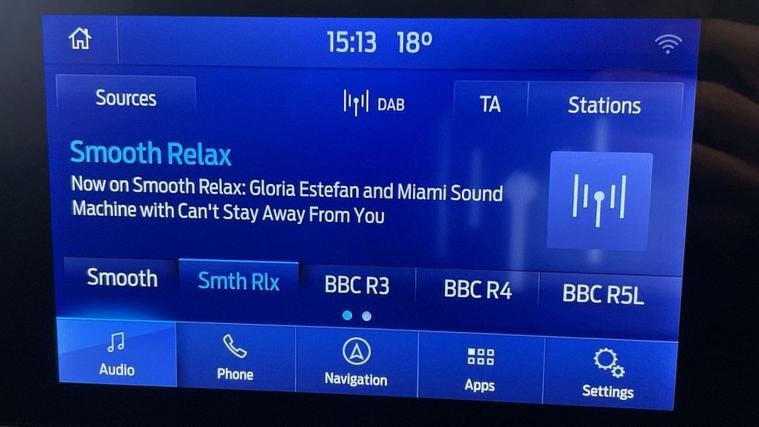 15:13 18º
Sources
DAB
TA
Stations
Smooth Relax
Now on Smooth Relax: Gloria Estefan and Miami Sound
Machine with Can't Stay Away From You
Smooth
Smth Rlx
BBC R3
BBC R4
BBC R5L
Audio
Phone
Navigation
Apps
Settings